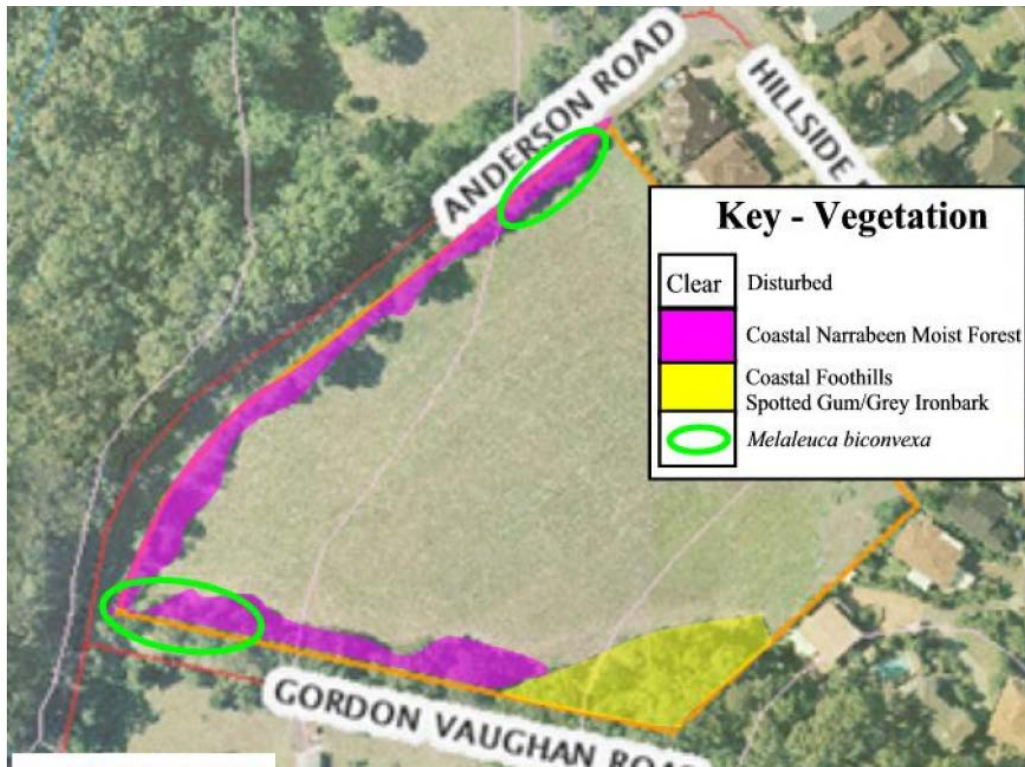 ANDERSON ROAD
HILLSIDE
Key - Vegetation
Clear Disturbed
Coastal Narrabeen Moist Forest
Coastal Foothills
Spotted Gum/Grey Ironbark
Melaleuca biconvexa
GORDON VAUGHAN ROAD